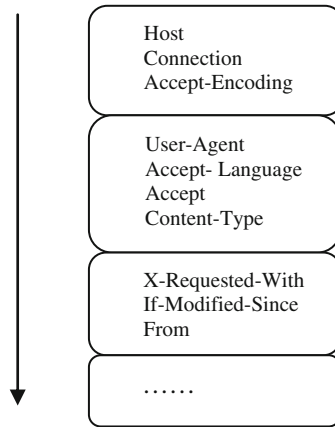 Host
Connection
Accept-Encoding
User-Agent
Accept- Language
Accept
Content-Type
X-Requested-With
If-Modified-Since
From
......